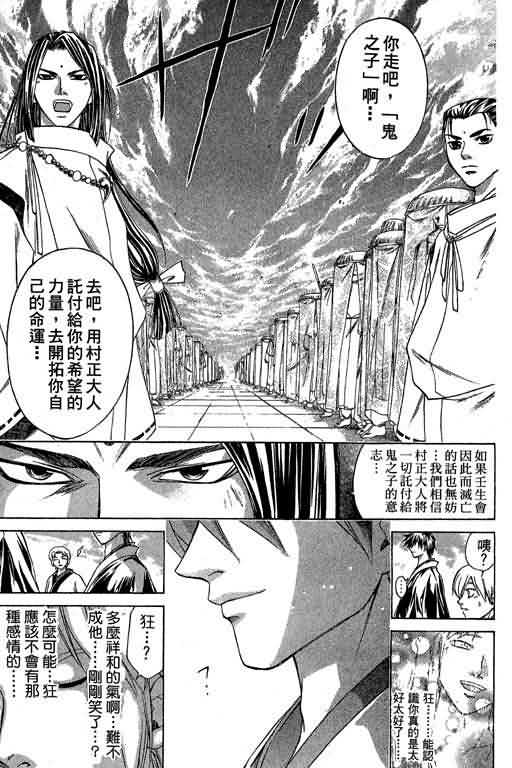 你走吧，「鬼
之子」啊…
去吧，用村正大人
託付給你的希望的
力量，去開拓你自
己的命運…
如果壬生會
因此而滅亡
的話也無妨
…我們相信
村正大人將
一切託付給
鬼之子的意
志…
咦？
狂……能認
識你真的是太
好太好了……
狂…？
多麼祥和的氣啊…難不
成他…剛剛笑了…？
怎麼可能…狂
應該不會有那
種感情的…